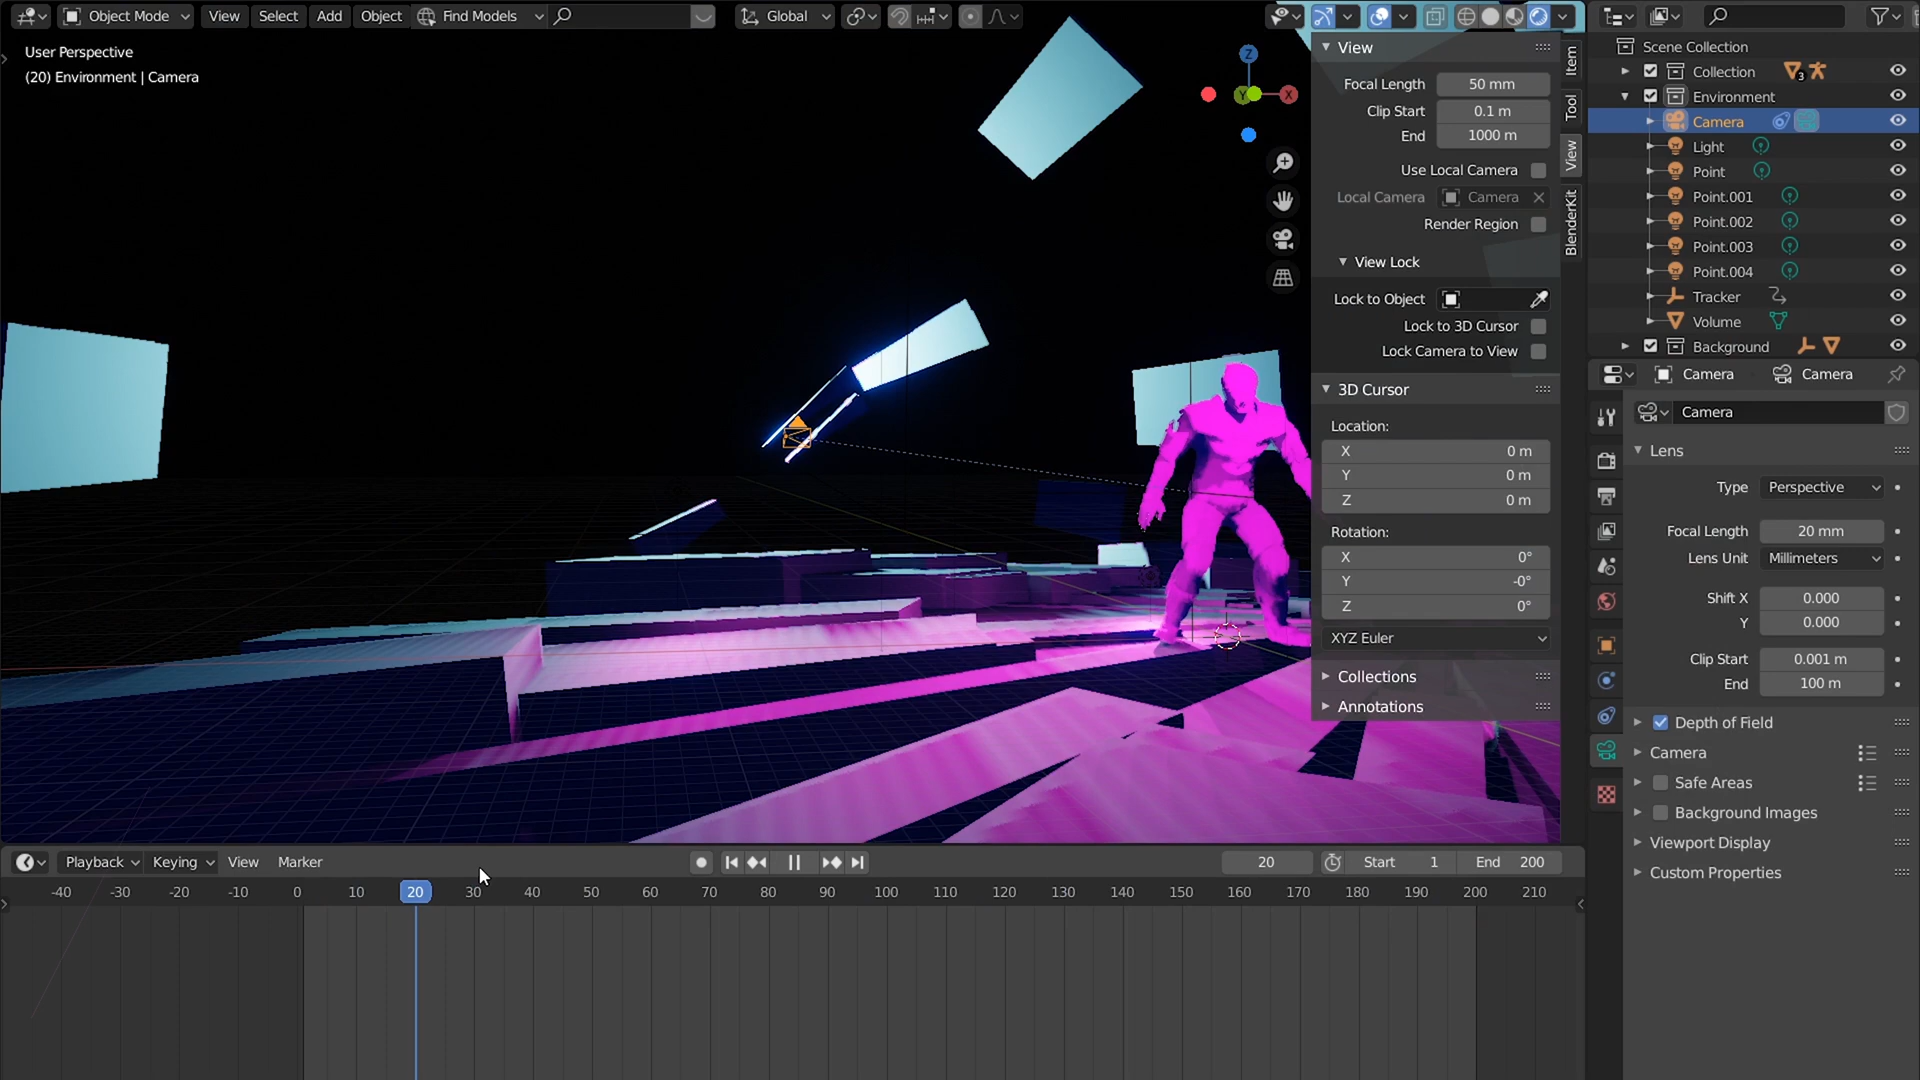 Object Mode View Select Add Object Find Models Global
User Perspective
(20) Environment | Camera
Z
Y X
View
Focal Length 50 mm
Clip Start 0.1 m
End 1000 m
Use Local Camera
Local Camera Camera
Render Region
View Lock
Lock to Object
Lock to 3D Cursor
Lock Camera to View
3D Cursor
Location:
X 0 m
Y 0 m
Z 0 m
Rotation:
X 0°
Y -0°
Z 0°
XYZ Euler
Collections
Annotations
Item
Tool
View
BlenderKit
Scene Collection
Collection 3
Environment
Camera
Light
Point
Point.001
Point.002
Point.003
Point.004
Tracker
Volume
Background
Camera Camera
Camera
Lens
Type Perspective
Focal Length 20 mm
Lens Unit Millimeters
Shift X 0.000
Y 0.000
Clip Start 0.001 m
End 100 m
Depth of Field
Camera
Safe Areas
Background Images
Viewport Display
Custom Properties
Playback Keying View Marker 20 Start 1 End 200
-40 -30 -20 -10 0 10 20 30 40 50 60 70 80 90 100 110 120 130 140 150 160 170 180 190 200 210